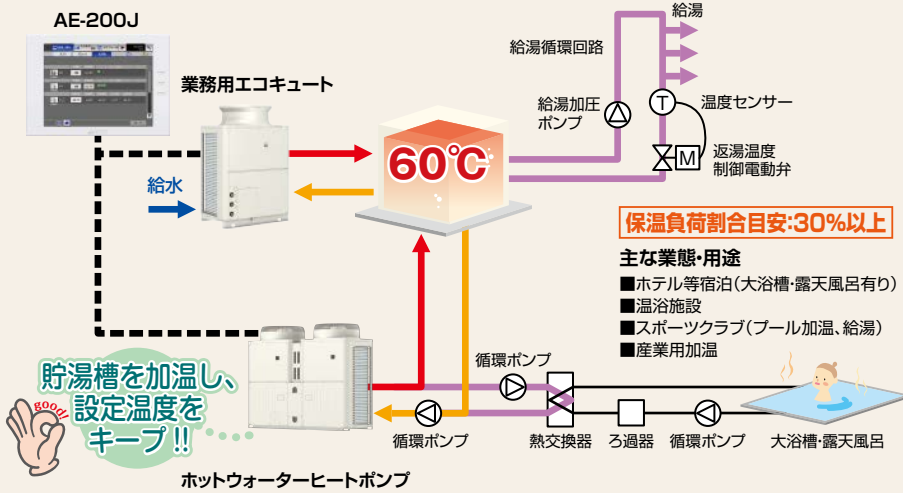 AE-200J
業務用エコキュート
給水
60℃
給湯
給湯循環回路
給湯加圧
ポンプ
T
温度センサー
M
返湯温度
制御電動弁
保温負荷割合目安:30%以上
主な業態・用途
■ホテル等宿泊(大浴槽・露天風呂有り)
■温浴施設
■スポーツクラブ(プール加温、給湯)
■産業用加温
good!
貯湯槽を加温し、
設定温度を
キープ!!
循環ポンプ
循環ポンプ
熱交換器
ろ過器
循環ポンプ
大浴槽・露天風呂
ホットウォーターヒートポンプ